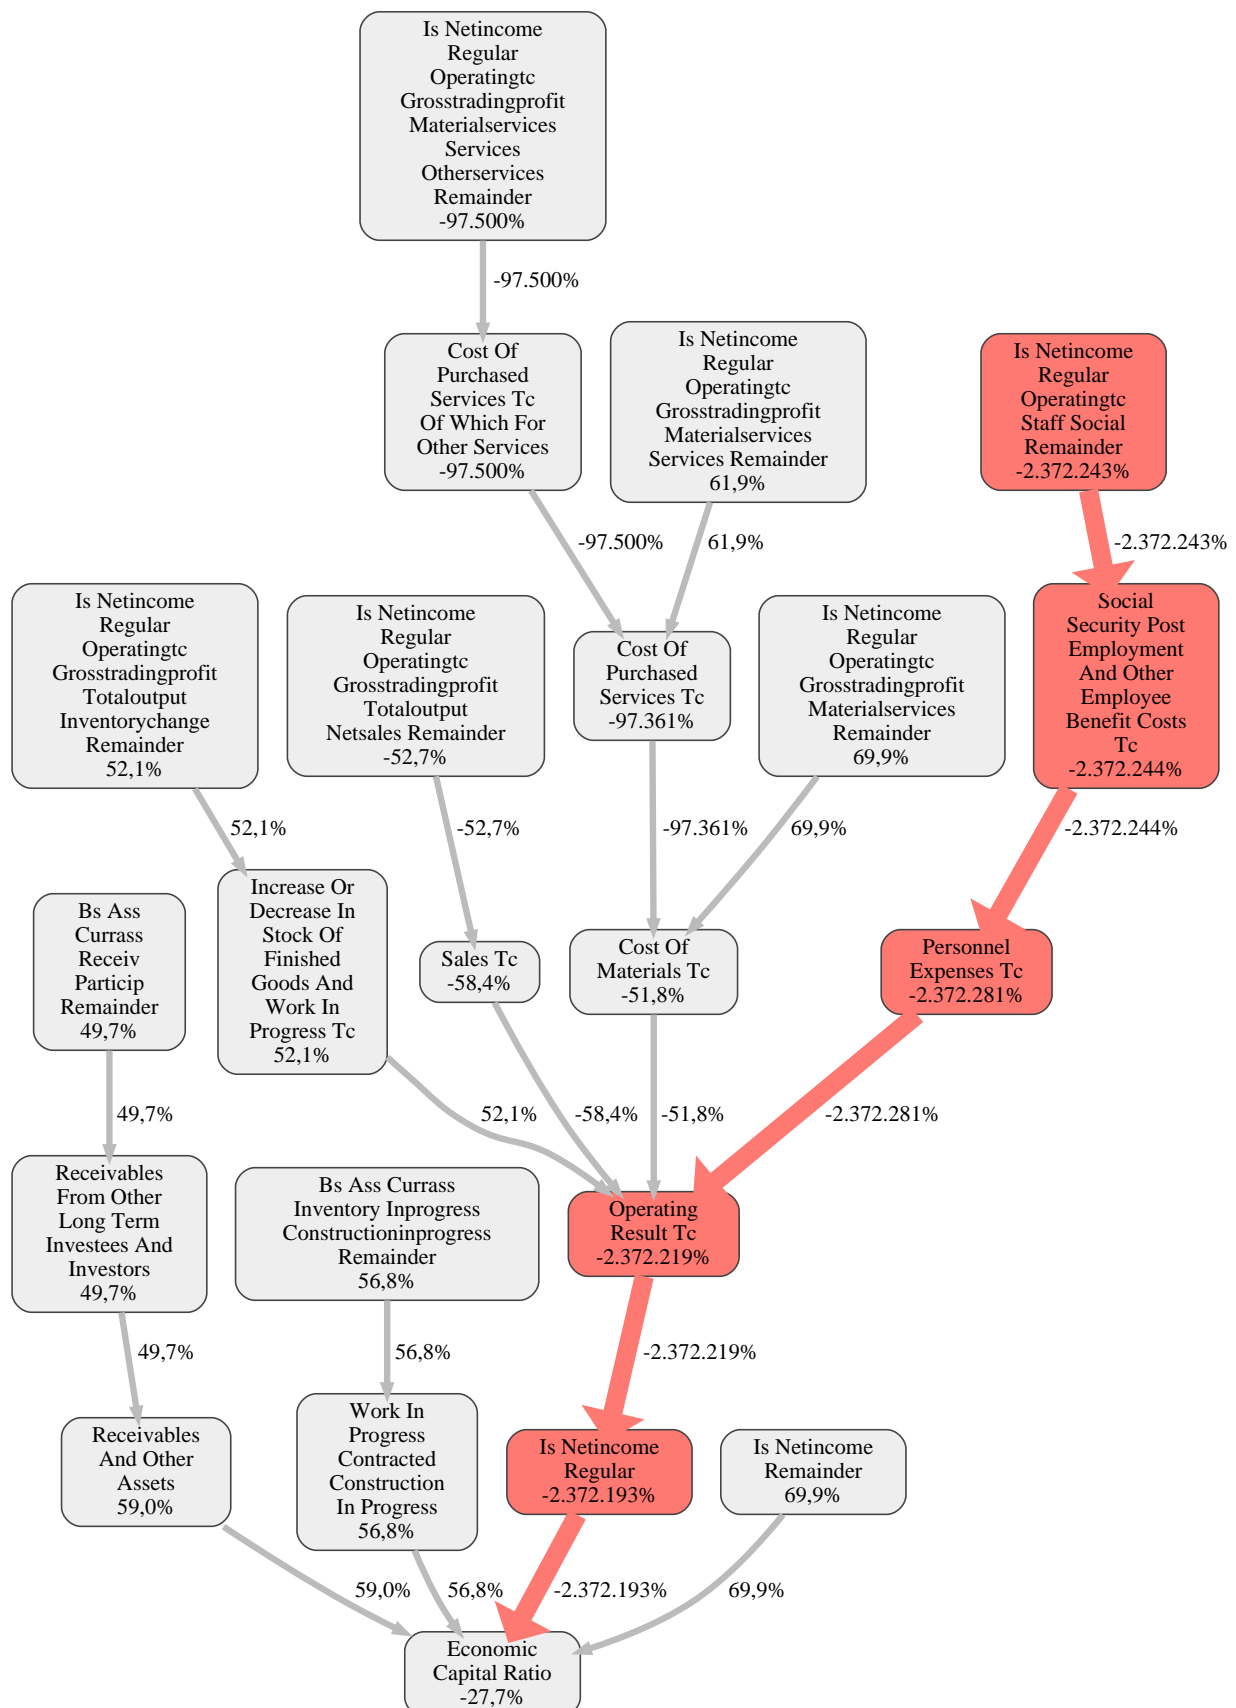 Is Netincome
Regular
Operatingtc
Grosstradingprofit
Materialservices
Services
Otherservices
Remainder
-97.500%
-97.500%
Cost Of
Purchased
Services Tc
Of Which For
Other Services
-97.500%
Is Netincome
Regular
Operatingtc
Grosstradingprofit
Materialservices
Services Remainder
61,9%
Is Netincome
Regular
Operatingtc
Staff Social
Remainder
-2.372.243%
-97.500%
61,9%
-2.372.243%
Is Netincome
Regular
Operatingtc
Grosstradingprofit
Totaloutput
Inventorychange
Remainder
52,1%
Is Netincome
Regular
Operatingtc
Grosstradingprofit
Totaloutput
Netsales Remainder
-52,7%
Cost Of
Purchased
Services Tc
-97.361%
Is Netincome
Regular
Operatingtc
Grosstradingprofit
Materialservices
Remainder
69,9%
Social
Security Post
Employment
And Other
Employee
Benefit Costs
Tc
-2.372.244%
52,1%
-52,7%
-97.361%
69,9%
-2.372.244%
Bs Ass
Currass
Receiv
Particip
Remainder
49,7%
Increase Or
Decrease In
Stock Of
Finished
Goods And
Work In
Progress Tc
52,1%
Sales Tc
-58,4%
Cost Of
Materials Tc
-51,8%
Personnel
Expenses Tc
-2.372.281%
49,7%
52,1%
-58,4%
-51,8%
-2.372.281%
Receivables
From Other
Long Term
Investees And
Investors
49,7%
Bs Ass Currass
Inventory Inprogress
Constructioninprogress
Remainder
56,8%
Operating
Result Tc
-2.372.219%
49,7%
56,8%
-2.372.219%
Receivables
And Other
Assets
59,0%
Work In
Progress
Contracted
Construction
In Progress
56,8%
Is Netincome
Regular
-2.372.193%
Is Netincome
Remainder
69,9%
59,0%
56,8%
-2.372.193%
69,9%
Economic
Capital Ratio
-27,7%